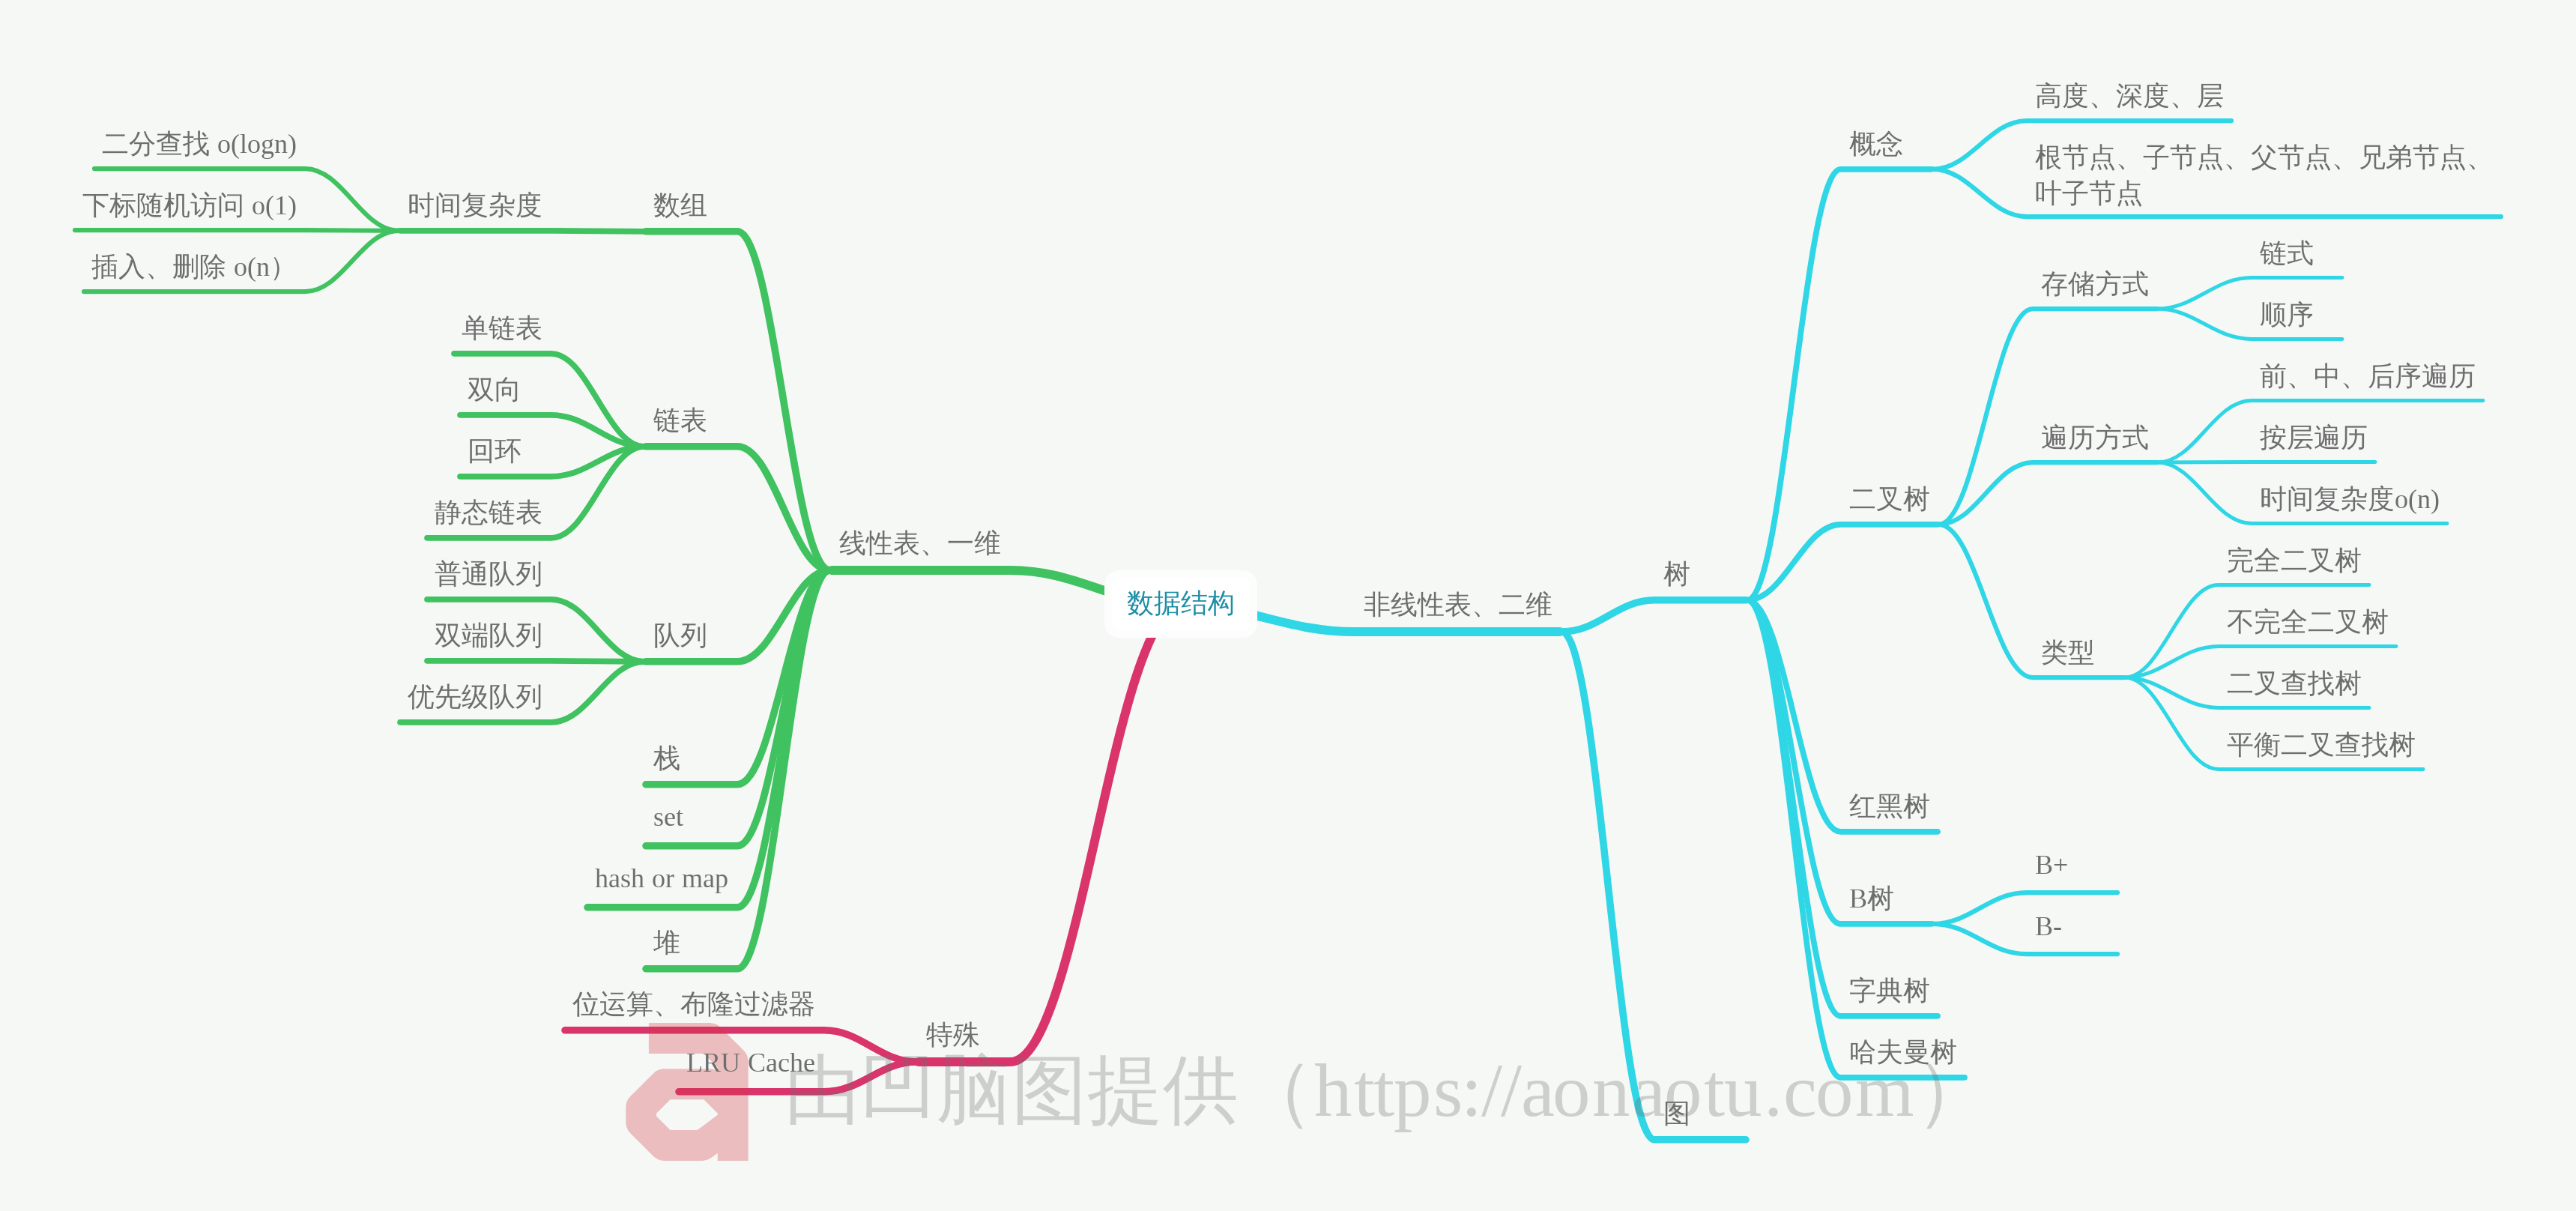 数据结构
线性表、一维
数组
时间复杂度
二分查找 o(logn)
下标随机访问 o(1)
插入、删除 o(n）
链表
单链表
双向
回环
静态链表
队列
普通队列
双端队列
优先级队列
栈
set
hash or map
堆
特殊
位运算、布隆过滤器
LRU Cache
非线性表、二维
树
概念
高度、深度、层
根节点、子节点、父节点、兄弟节点、
叶子节点
二叉树
存储方式
链式
顺序
遍历方式
前、中、后序遍历
按层遍历
时间复杂度o(n)
类型
完全二叉树
不完全二叉树
二叉查找树
平衡二叉查找树
红黑树
B树
B+
B-
字典树
哈夫曼树
图
由凹脑图提供（https://aonaotu.com）